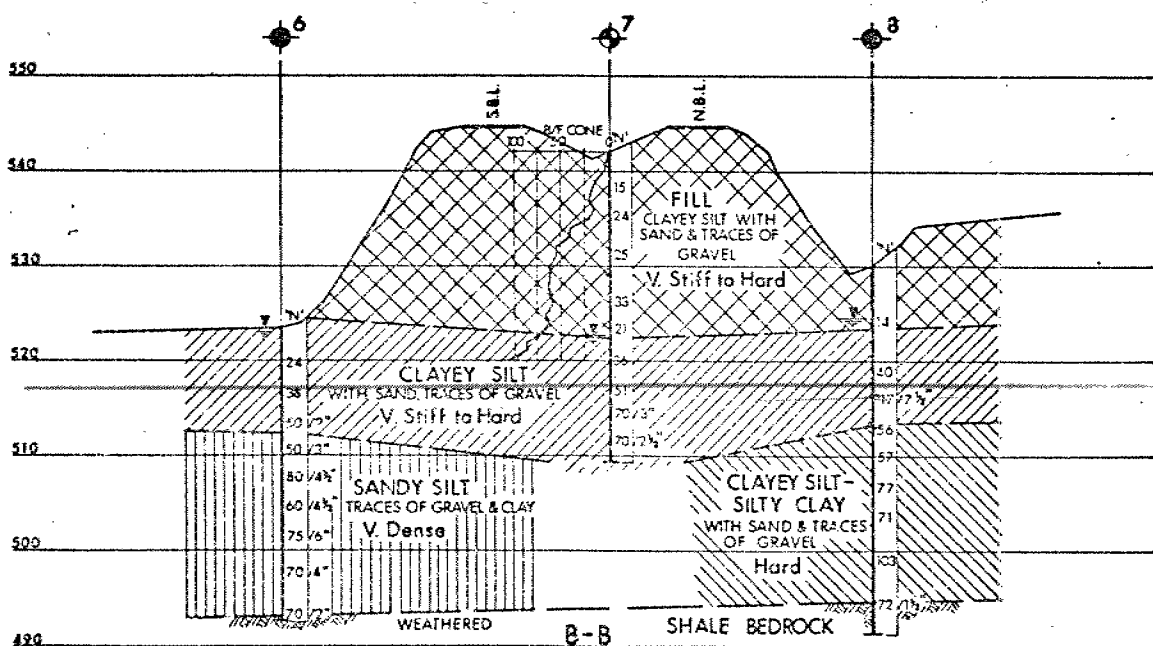 6
7
8
550
540
530
520
510
500
490
S.B.L.
N.B.L.
B/F CONE
100
50
0
'N'
15
24
25
33
21
36
51
70/3"
70/2½"
FILL
CLAYEY SILT WITH
SAND & TRACES OF
GRAVEL
V. Stiff to Hard
'N'
24
38
50/2"
50/3"
80/4½"
60/4½"
75/6"
70/4"
70/2"
CLAYEY SILT
WITH SAND, TRACES OF GRAVEL
V. Stiff to Hard
SANDY SILT
TRACES OF GRAVEL & CLAY
V. Dense
'N'
14
40
56
57
77
71
103
72/1½"
CLAYEY SILT-
SILTY CLAY
WITH SAND & TRACES
OF GRAVEL
Hard
WEATHERED
B-B
SHALE BEDROCK